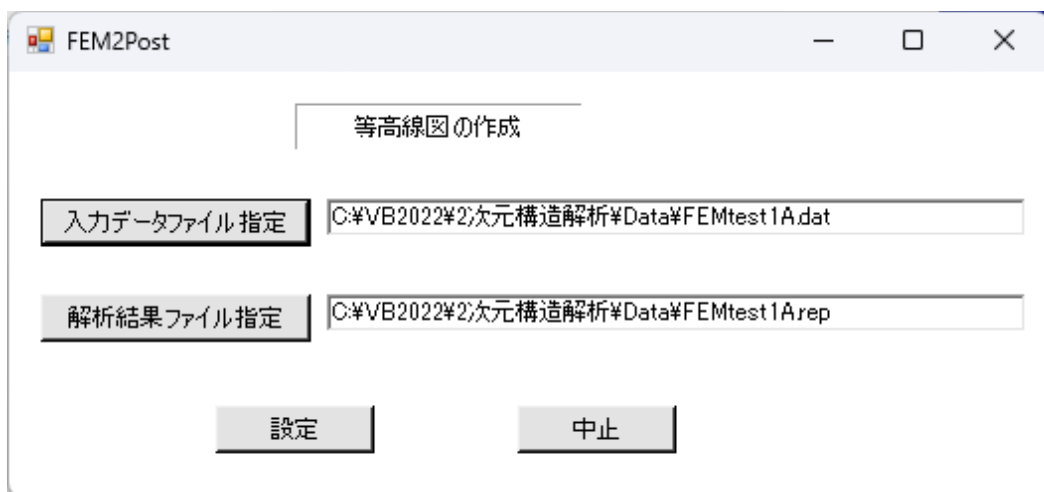 FEM2Post
等高線図の作成
入力データファイル指定 C:¥VB2022¥2次元構造解析¥Data¥FEMtest1A.dat
解析結果ファイル指定 C:¥VB2022¥2次元構造解析¥Data¥FEMtest1A.rep
設定 中止